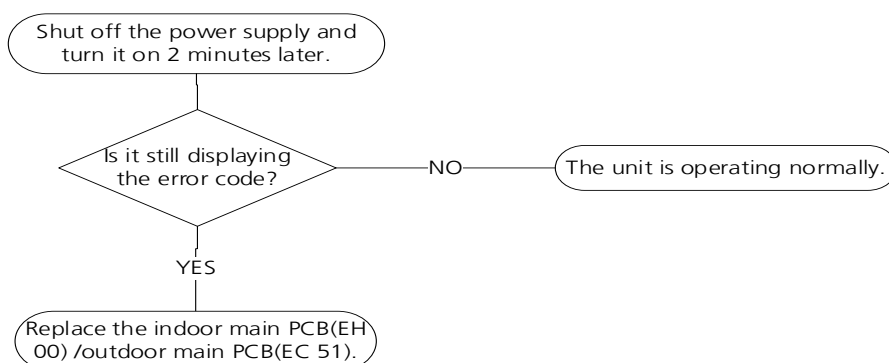 Shut off the power supply and
turn it on 2 minutes later.
Is it still displaying
the error code?
NO
The unit is operating normally.
YES
Replace the indoor main PCB(EH
00) /outdoor main PCB(EC 51).